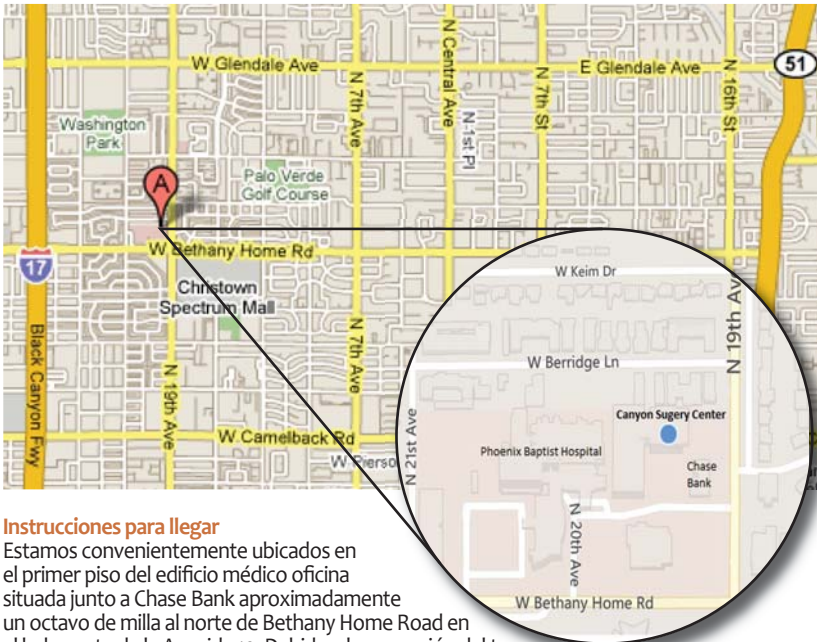 W Glendale Ave
E Glendale Ave
51
N Central Ave
N 7th Ave
N 7th St
N 16th St
N 1st Pl
Washington
Park
A
Palo Verde
Golf Course
W Bethany Home Rd
17
Christown
Spectrum Mall
Black Canyon Fwy
N 19th Ave
N 7th Ave
W Camelback Rd
W Pierso
W Keim Dr
N 19th Av
W Berridge Ln
N 21st Ave
Canyon Sugery Center
Phoenix Baptist Hospital
Chase
Bank
N 20th Ave
W Bethany Home Rd
Instrucciones para llegar
Estamos convenientemente ubicados en
el primer piso del edificio médico oficina
situada junto a Chase Bank aproximadamente
un octavo de milla al norte de Bethany Home Road en